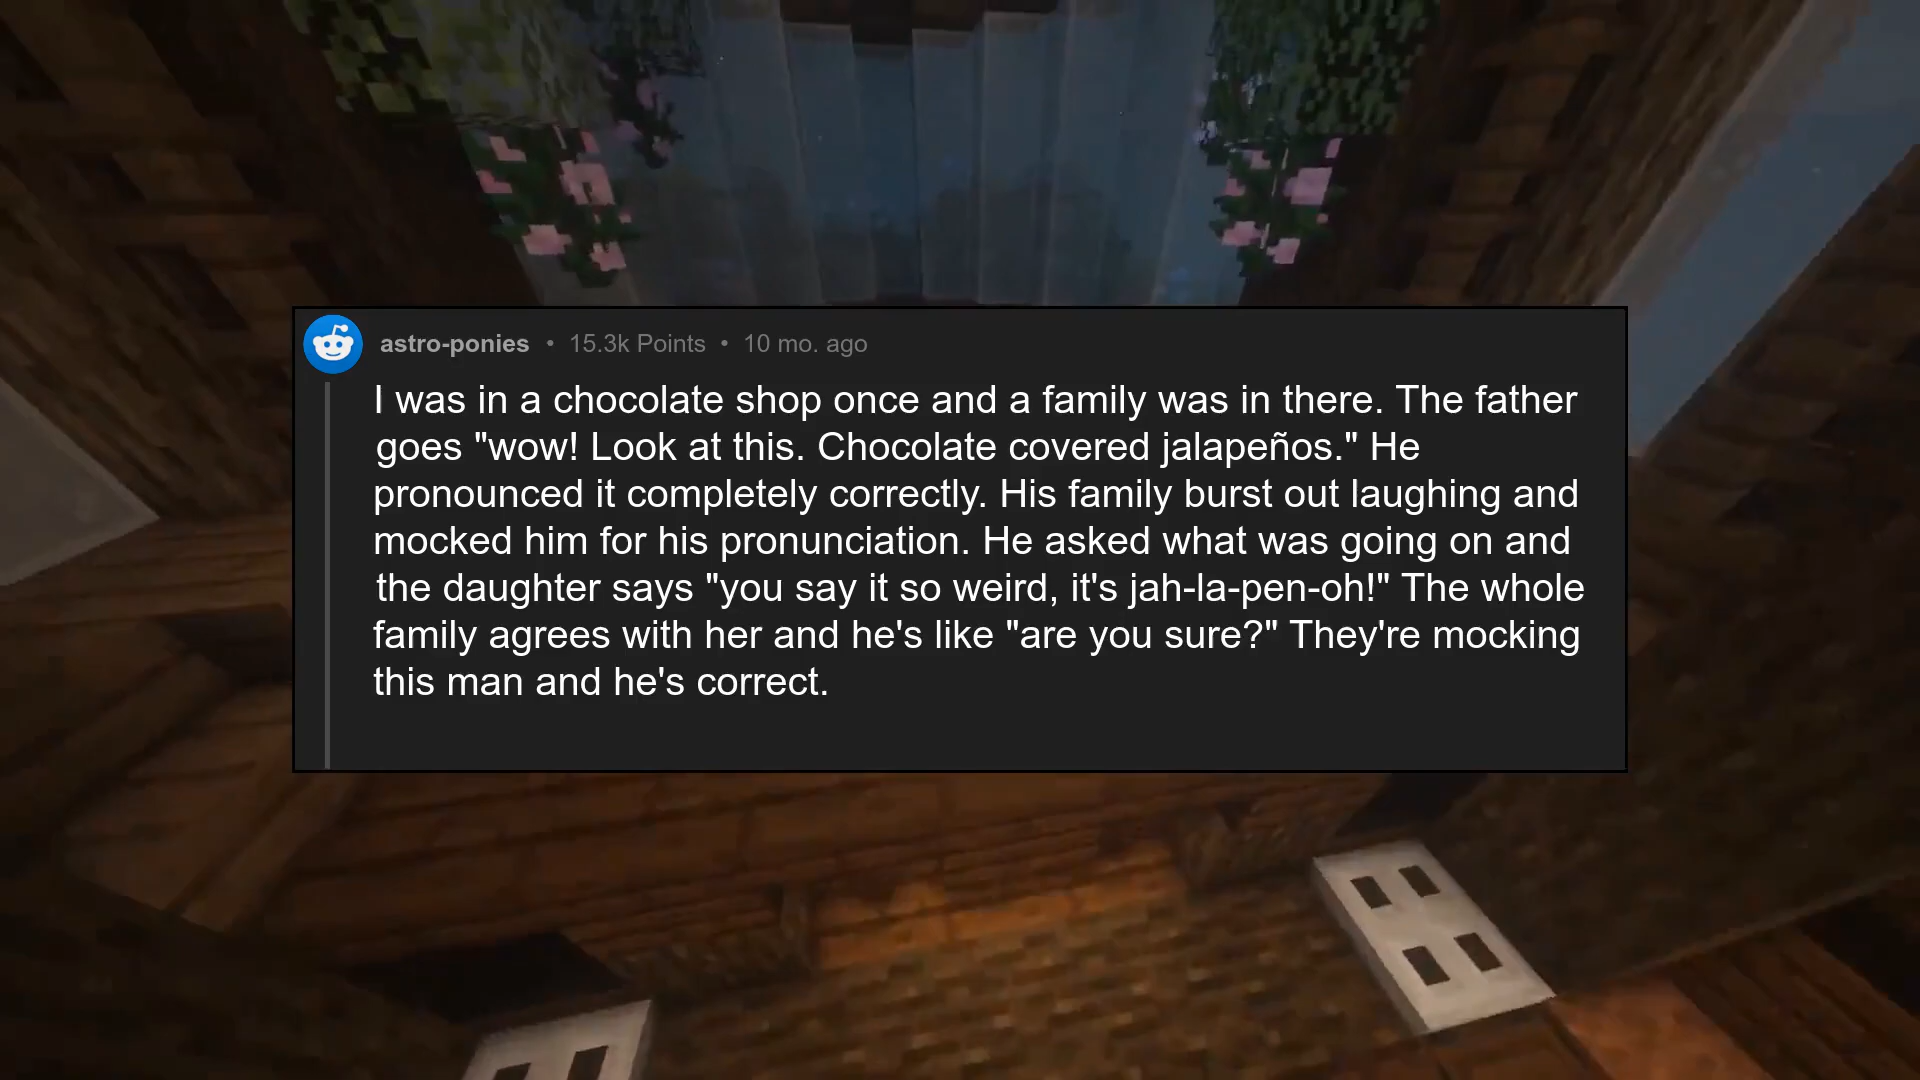 astro-ponies • 15.3k Points • 10 mo. ago
I was in a chocolate shop once and a family was in there. The father
goes "wow! Look at this. Chocolate covered jalapeños." He
pronounced it completely correctly. His family burst out laughing and
mocked him for his pronunciation. He asked what was going on and
the daughter says "you say it so weird, it's jah-la-pen-oh!" The whole
family agrees with her and he's like "are you sure?" They're mocking
this man and he's correct.